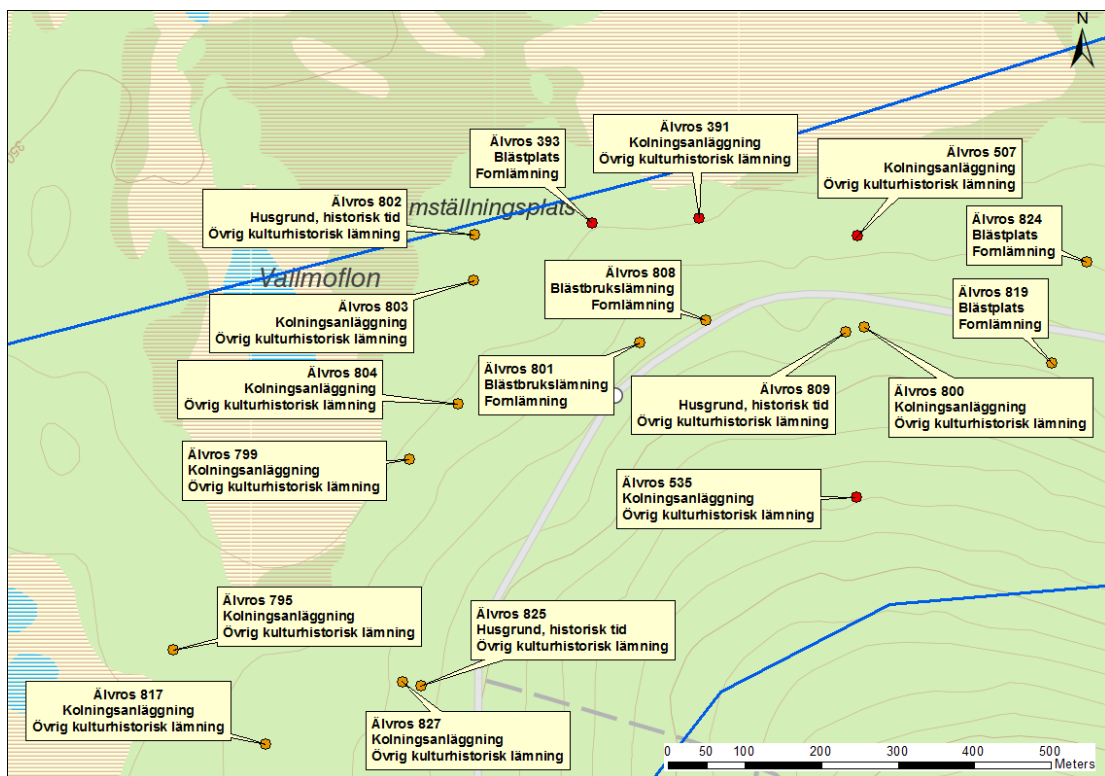 N
350
Älvros 393
Blästplats
Fornlämning
Älvros 391
Kolningsanläggning
Övrig kulturhistorisk lämning
Älvros 507
Kolningsanläggning
Övrig kulturhistorisk lämning
Älvros 802
Husgrund, historisk tid
Övrig kulturhistorisk lämning
mställningsplats
Älvros 824
Blästplats
Fornlämning
Vallmoflon
Älvros 803
Kolningsanläggning
Övrig kulturhistorisk lämning
Älvros 808
Blästbrukslämning
Fornlämning
Älvros 819
Blästplats
Fornlämning
Älvros 804
Kolningsanläggning
Övrig kulturhistorisk lämning
Älvros 801
Blästbrukslämning
Fornlämning
Älvros 809
Husgrund, historisk tid
Övrig kulturhistorisk lämning
Älvros 800
Kolningsanläggning
Övrig kulturhistorisk lämning
Älvros 799
Kolningsanläggning
Övrig kulturhistorisk lämning
Älvros 535
Kolningsanläggning
Övrig kulturhistorisk lämning
Älvros 795
Kolningsanläggning
Övrig kulturhistorisk lämning
Älvros 825
Husgrund, historisk tid
Övrig kulturhistorisk lämning
Älvros 817
Kolningsanläggning
Övrig kulturhistorisk lämning
Älvros 827
Kolningsanläggning
Övrig kulturhistorisk lämning
0 50 100 200 300 400 500
Meters